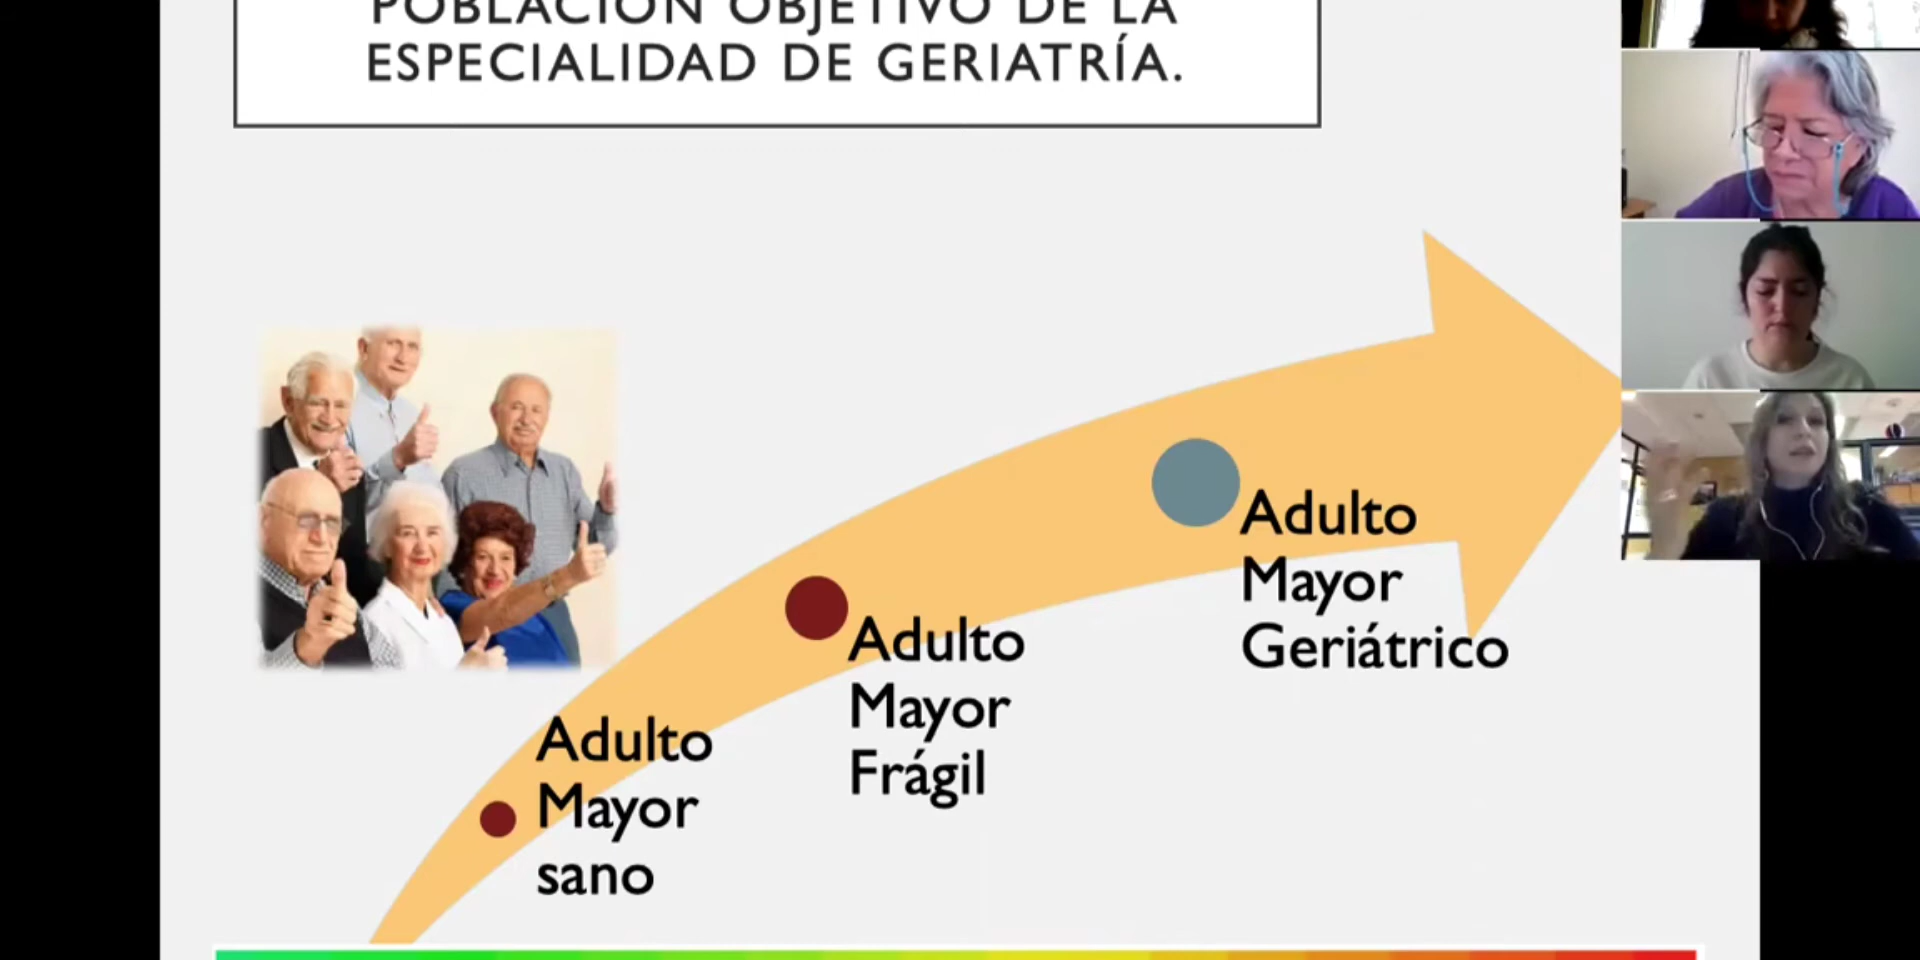 POBLACIÓN OBJETIVO DE LA
ESPECIALIDAD DE GERIATRÍA.
Adulto
Mayor
sano
Adulto
Mayor
Frágil
Adulto
Mayor
Geriátrico